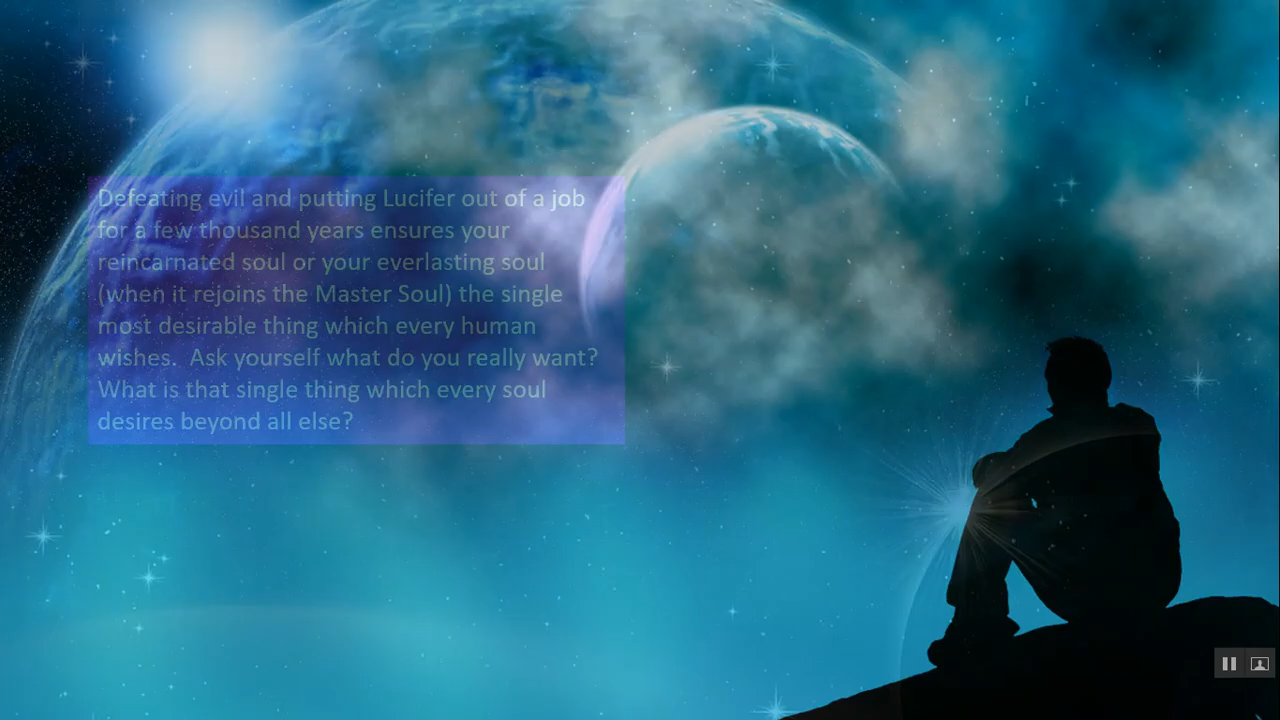 Defeating evil and putting Lucifer out of a job
for a few thousand years ensures your
reincarnated soul or your everlasting soul
(when it rejoins the Master Soul) the single
most desirable thing which every human
wishes.  Ask yourself what do you really want?
What is that single thing which every soul
desires beyond all else?